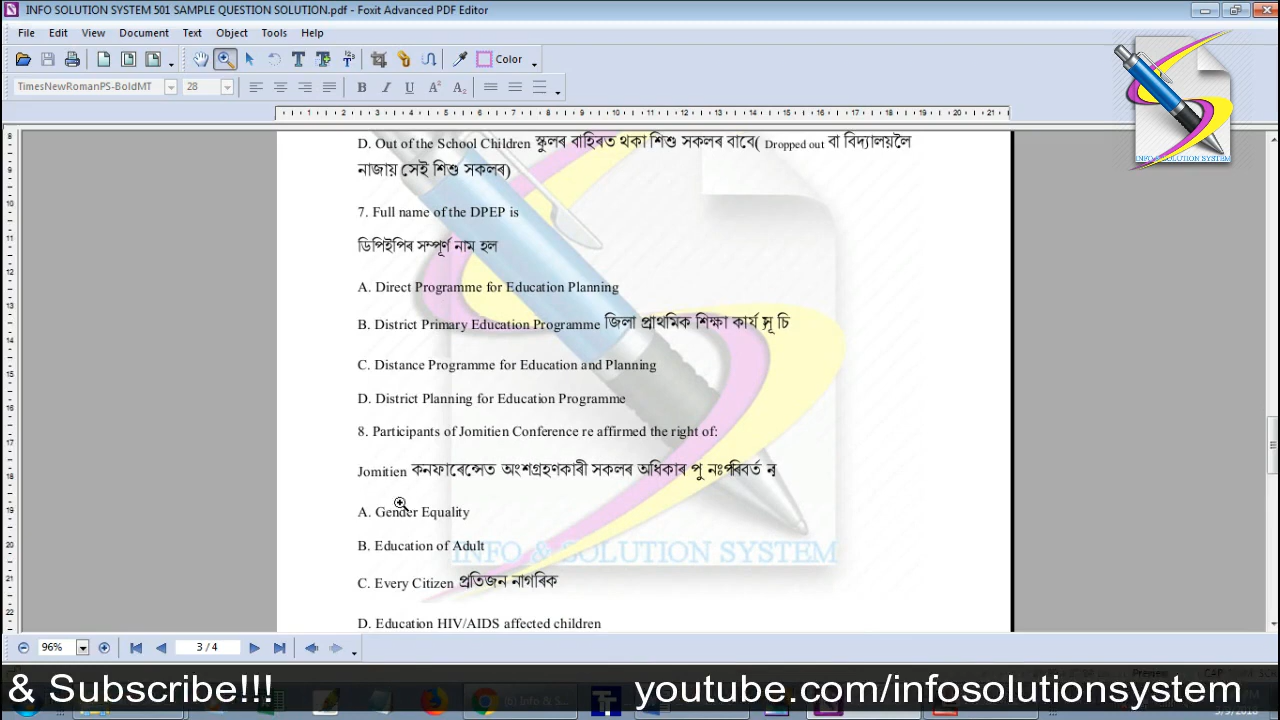 INFO SOLUTION SYSTEM 501 SAMPLE QUESTION SOLUTION.pdf - Foxit Advanced PDF Editor
File Edit View Document Text Object Tools Help
Color
TimesNewRomanPS-BoldMT 28
INFO & SOLUTION SYSTEM
D. Out of the School Children স্কুলৰ বাহিৰত থকা শিশু সকলৰ বাবে( Dropped out বা বিদ্যালয়লৈ
নাজায় সেই শিশু সকলৰ)
7. Full name of the DPEP is
ডিপিইপিৰ সম্পূৰ্ণ নাম হল
A. Direct Programme for Education Planning
B. District Primary Education Programme জিলা প্ৰাথমিক শিক্ষা কাৰ্য সূ চি
C. Distance Programme for Education and Planning
D. District Planning for Education Programme
8. Participants of Jomitien Conference re affirmed the right of:
Jomitien কনফাৰেন্সেত অংশগ্ৰহণকাৰী সকলৰ অধিকাৰ
A. Gender Equality
B. Education of Adult
INFO & SOLUTION SYSTEM
C. Every Citizen প্ৰতিজন নাগৰিক
D. Education HIV/AIDS affected children
96% 3 / 4
& Subscribe!!! youtube.com/infosolutionsystem